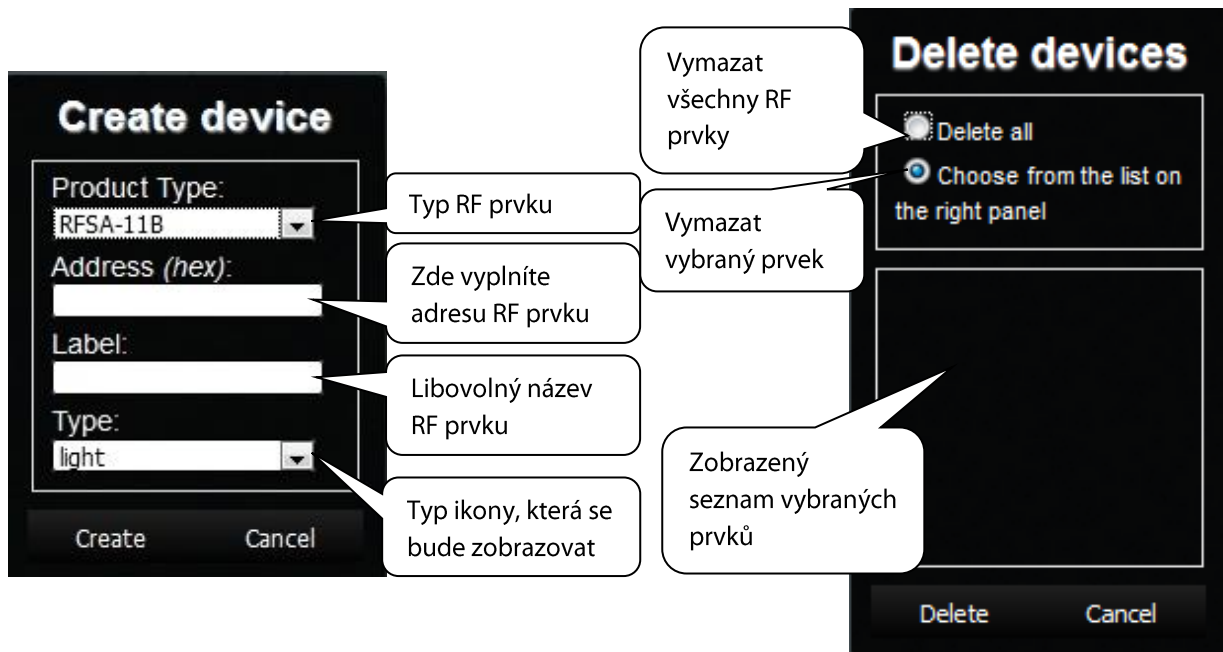 Create device
Product Type:
RFSA-11B
Address (hex):
Label:
Type:
light
Create
Cancel
Typ RF prvku
Zde vyplníte
adresu RF prvku
Libovolný název
RF prvku
Typ ikony, která se
bude zobrazovat
Vymazat
všechny RF
prvky
Vymazat
vybraný prvek
Zobrazený
seznam vybraných
prvků
Delete devices
Delete all
Choose from the list on
the right panel
Delete
Cancel